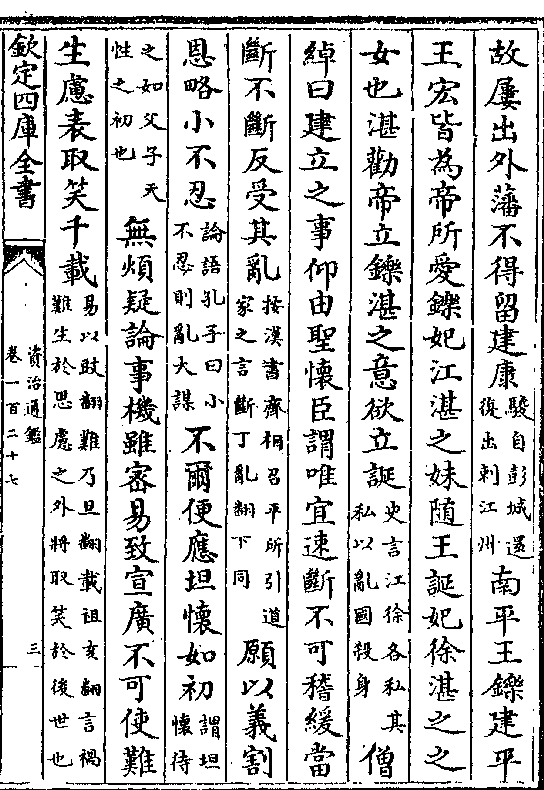 故屢出外藩不得留建康駿自彭城還復出刺江州南平王鑠建平
王宏皆為帝所愛鑠妃江湛之妹隨王誕妃徐湛之之
女也湛勸帝立鑠湛之意欲立誕史言江徐各私其私以亂國殺身僧
綽曰建立之事仰由聖懷臣謂唯宜速斷不可稽緩當
斷不斷反受其亂按漢書齊相召平所引道家之言斷丁亂翻下同願以義割
恩略小不忍論語孔子曰小不忍則亂大謀不爾便應坦懷如初謂坦懷待
之如父子天性之初也無煩疑論事機雖密易致宣廣不可使難
生慮表取笑千載易以䜴翻難乃旦翻載祖亥翻言禍難生於思慮之外將取笑於後世也
欽定四庫全書
資治通鑑
卷一百二十七
三